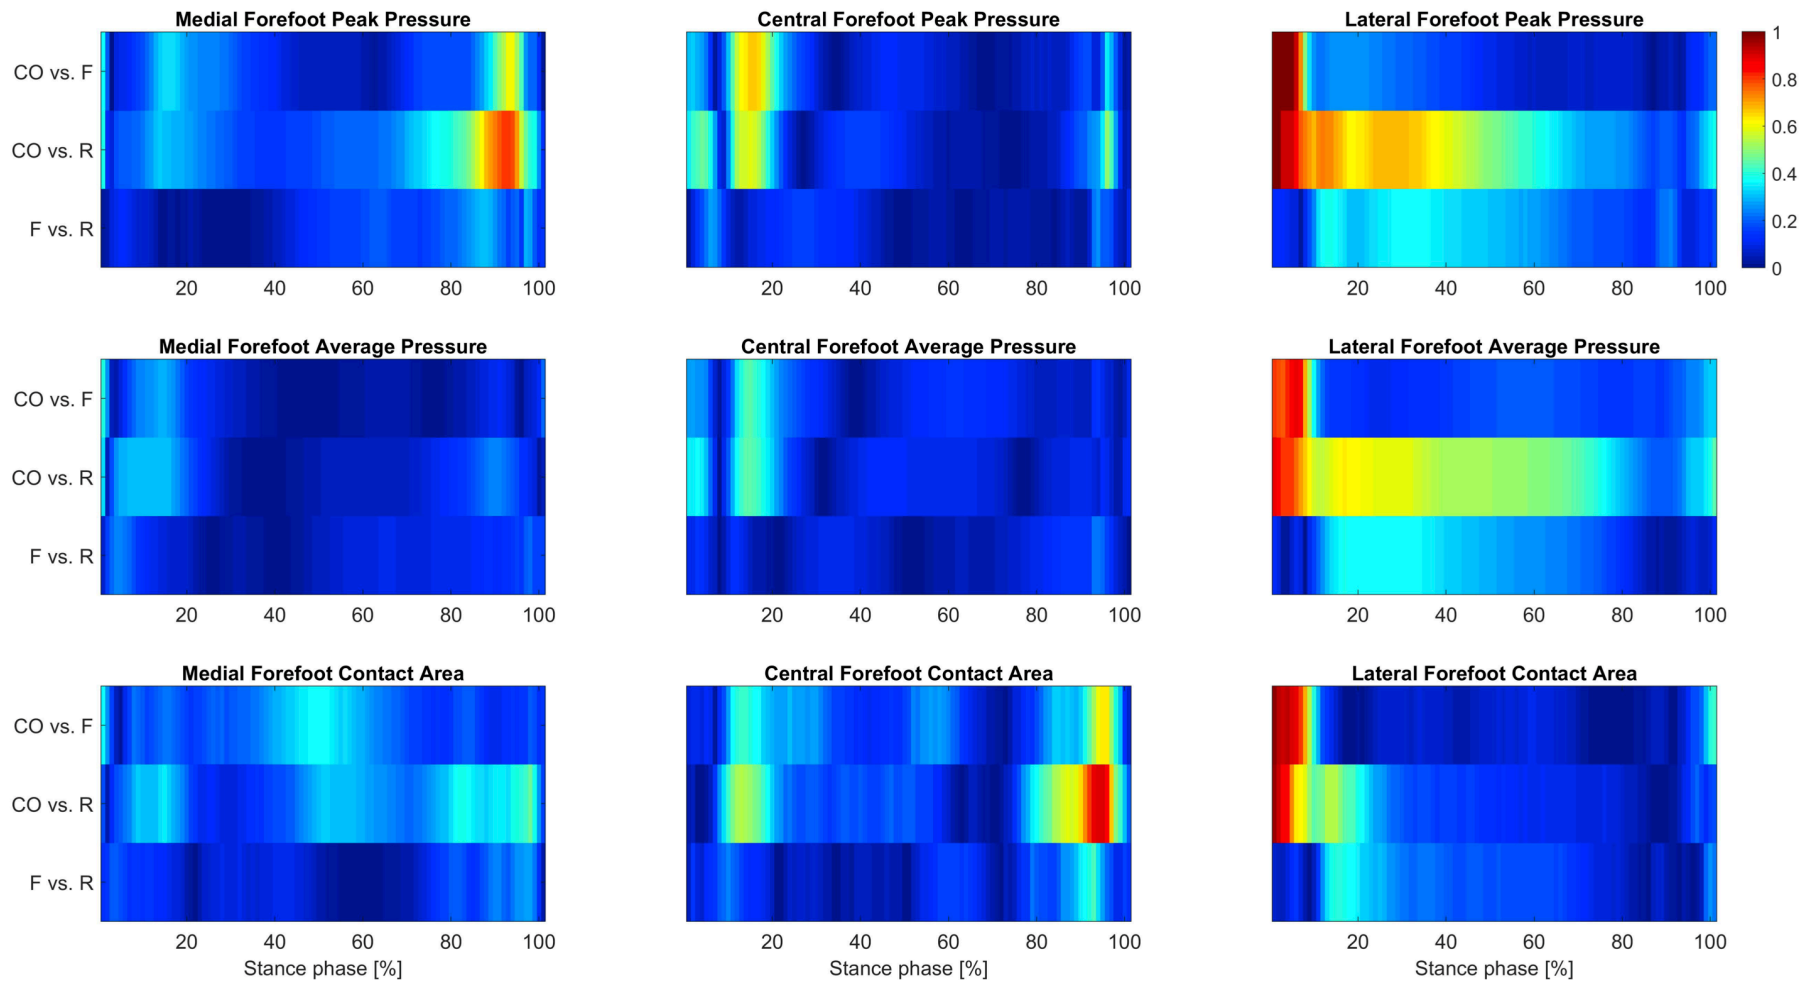 Medial Forefoot Peak Pressure
Central Forefoot Peak Pressure
Lateral Forefoot Peak Pressure
CO vs. F
CO vs. R
F vs. R
20 40 60 80 100
20 40 60 80 100
20 40 60 80 100
1
0.8
0.6
0.4
0.2
0
Medial Forefoot Average Pressure
Central Forefoot Average Pressure
Lateral Forefoot Average Pressure
CO vs. F
CO vs. R
F vs. R
20 40 60 80 100
20 40 60 80 100
20 40 60 80 100
Medial Forefoot Contact Area
Central Forefoot Contact Area
Lateral Forefoot Contact Area
CO vs. F
CO vs. R
F vs. R
20 40 60 80 100
20 40 60 80 100
20 40 60 80 100
Stance phase [%]
Stance phase [%]
Stance phase [%]